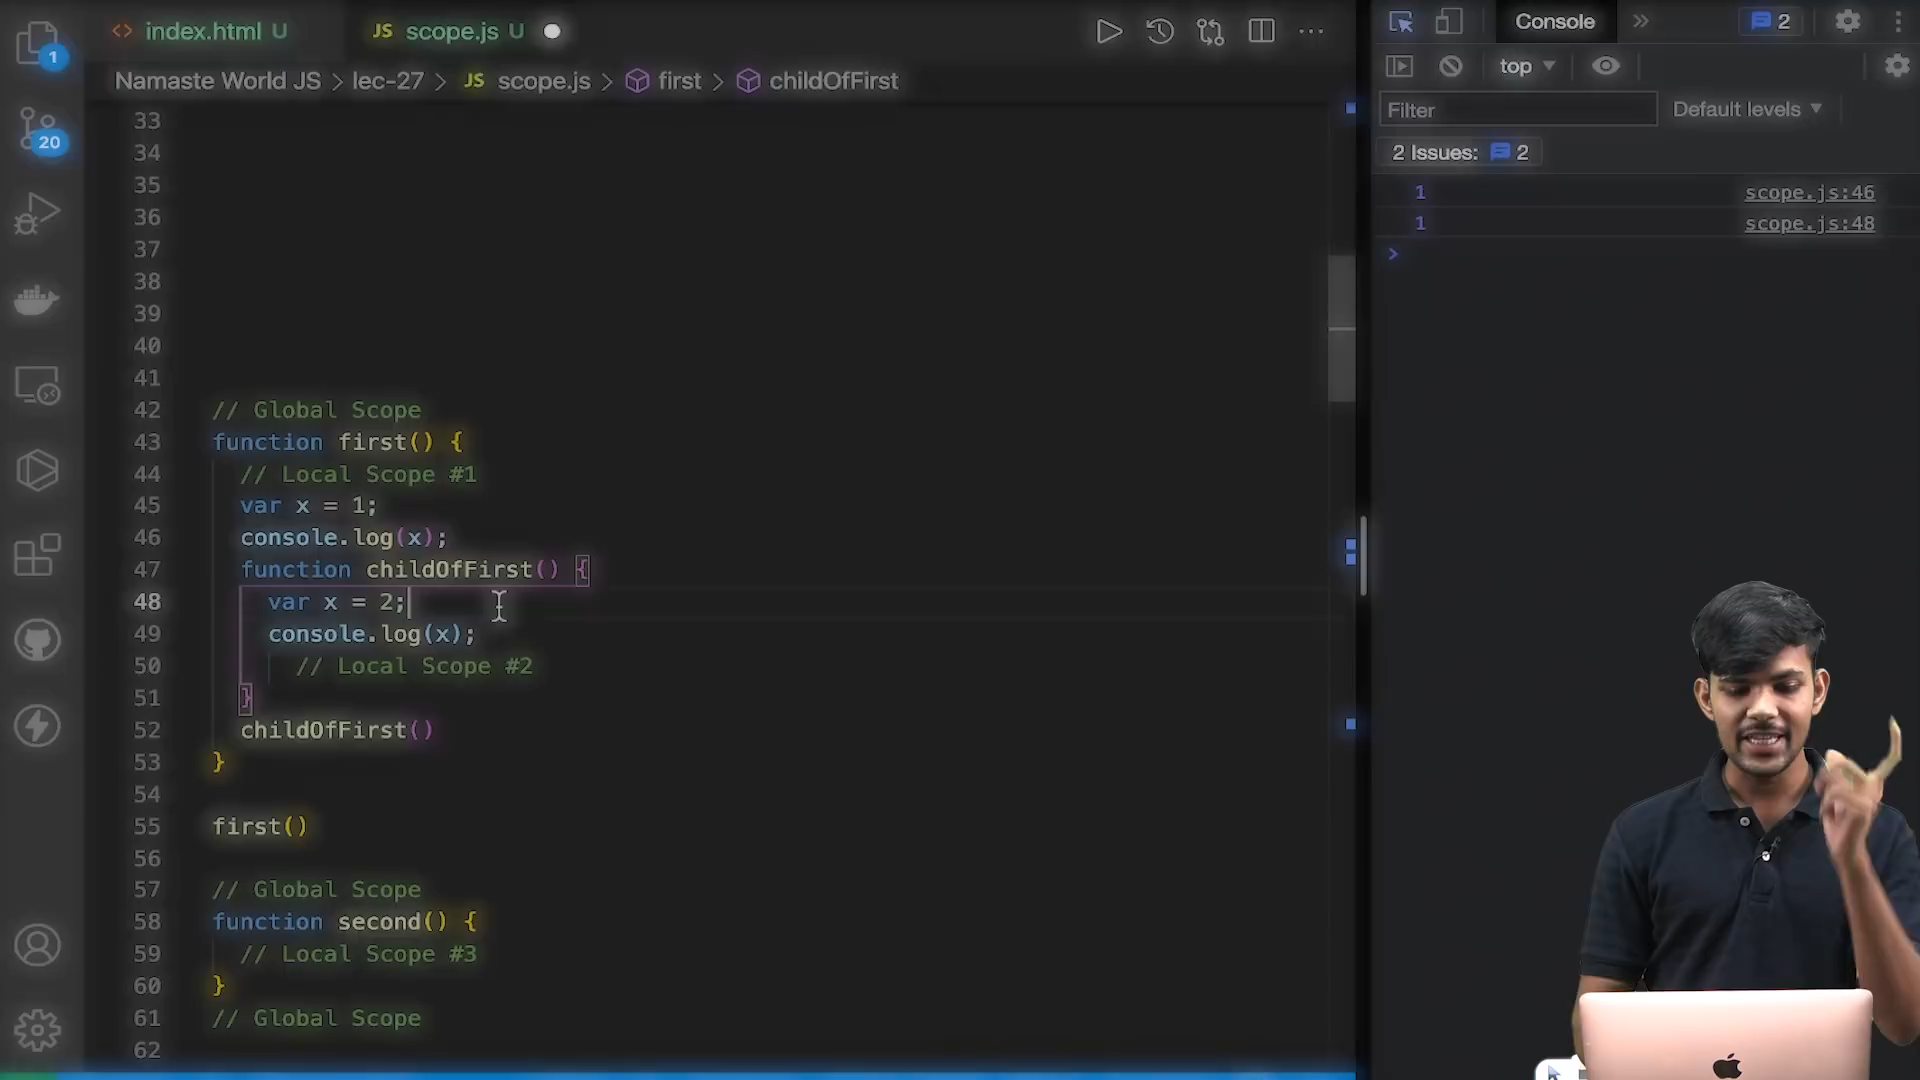 index.html U
JS scope.js U
Namaste World JS > lec-27 > JS scope.js > first > childOfFirst
1
20
33
34
35
36
37
38
39
40
41
42 // Global Scope
43 function first() {
44 // Local Scope #1
45 var x = 1;
46 console.log(x);
47 function childOfFirst() {
48 var x = 2;
49 console.log(x);
50 // Local Scope #2
51 }
52 childOfFirst()
53 }
54
55 first()
56
57 // Global Scope
58 function second() {
59 // Local Scope #3
60 }
61 // Global Scope
62
Console » 2
top
Filter Default levels
2 Issues: 2
1 scope.js:46
1 scope.js:48
>